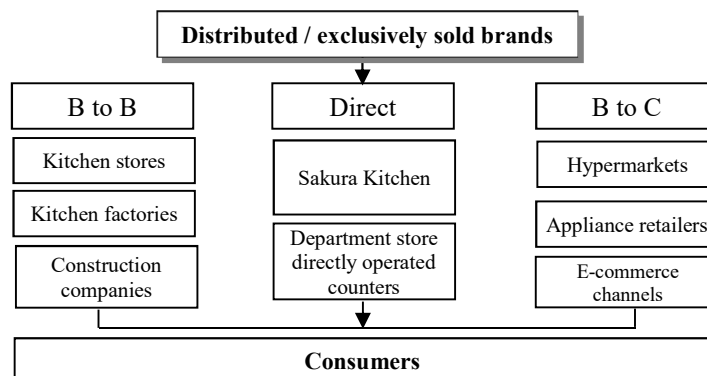 Distributed / exclusively sold brands
B to B
Direct
B to C
Kitchen stores
Kitchen factories
Construction
companies
Sakura Kitchen
Department store
directly operated
counters
Hypermarkets
Appliance retailers
E-commerce
channels
Consumers